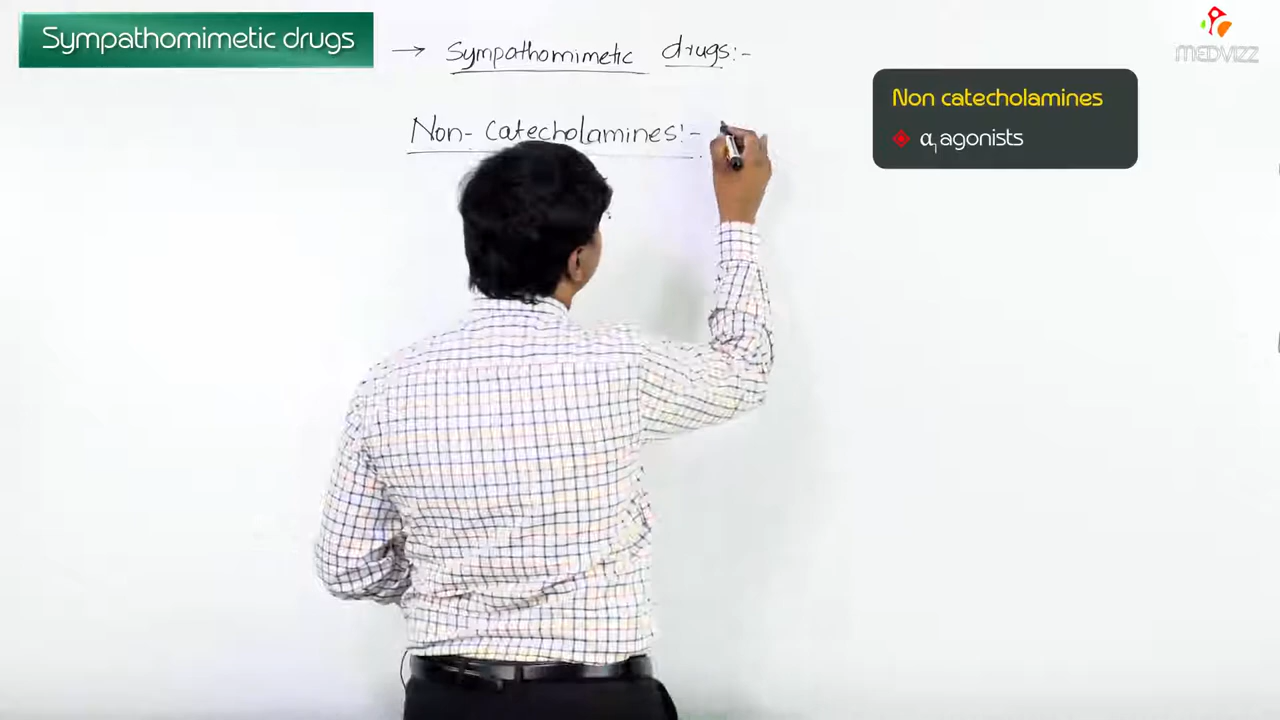 Sympathomimetic drugs
→ Sympathomimetic drugs:-
MEDVIZZ
Non catecholamines
α₁ agonists
Non- Catecholamines:-